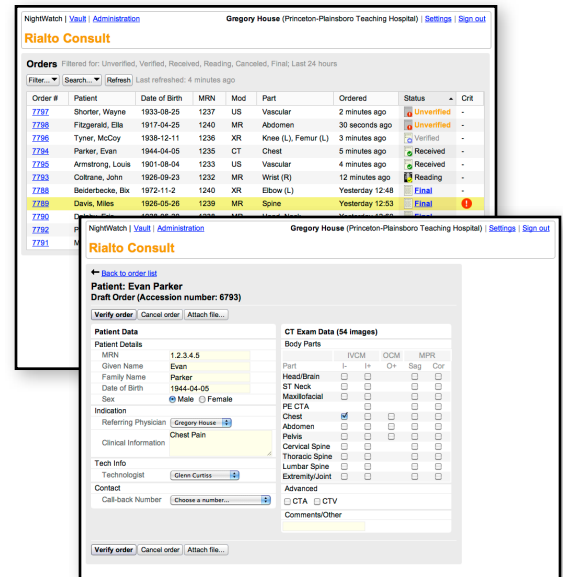 NightWatch | Vault | Administration Gregory House (Princeton-Plainsboro Teaching Hospital) | Settings | Sign out
Rialto Consult
Orders Filtered for: Unverified, Verified, Received, Reading, Canceled, Final; Last 24 hours
Filter... Search... Refresh Last refreshed: 4 minutes ago
Order # Patient Date of Birth MRN Mod Part Ordered Status Crit
7797 Shorter, Wayne 1933-08-25 1237 US Vascular 2 minutes ago Unverified -
7798 Fitzgerald, Ella 1917-04-25 1240 MR Abdomen 30 seconds ago Unverified -
7796 Tyner, McCoy 1938-12-11 1236 XR Knee (L), Femur (L) 3 minutes ago Verified -
7794 Parker, Evan 1944-04-05 1235 CT Chest 5 minutes ago Received -
7795 Armstrong, Louis 1901-08-04 1233 US Vascular 4 minutes ago Received -
7793 Coltrane, John 1926-09-23 1232 MR Wrist (R) 12 minutes ago Reading -
7788 Beiderbecke, Bix 1972-11-2 1240 XR Elbow (L) Yesterday 12:48 Final -
7789 Davis, Miles 1926-05-26 1239 MR Spine Yesterday 12:53 Final !
7790
7792 P
7791 M
NightWatch | Vault | Administration Gregory House (Princeton-Plainsboro Teaching Hospital) | Settings | Sign out
Rialto Consult
Back to order list
Patient: Evan Parker
Draft Order (Accession number: 6793)
Verify order Cancel order Attach file...
Patient Data
Patient Details
MRN 1.2.3.4.5
Given Name Evan
Family Name Parker
Date of Birth 1944-04-05
Sex Male Female
Indication
Referring Physician Gregory House
Clinical Information Chest Pain
Tech Info
Technologist Glenn Curtiss
Contact
Call-back Number Choose a number...
CT Exam Data (54 images)
Body Parts
IVCM OCM MPR
Part I- I+ O+ Sag Cor
Head/Brain
ST Neck
Maxillofacial
PE CTA
Chest
Abdomen
Pelvis
Cervical Spine
Thoracic Spine
Lumbar Spine
Extremity/Joint
Advanced
CTA CTV
Comments/Other
Verify order Cancel order Attach file...